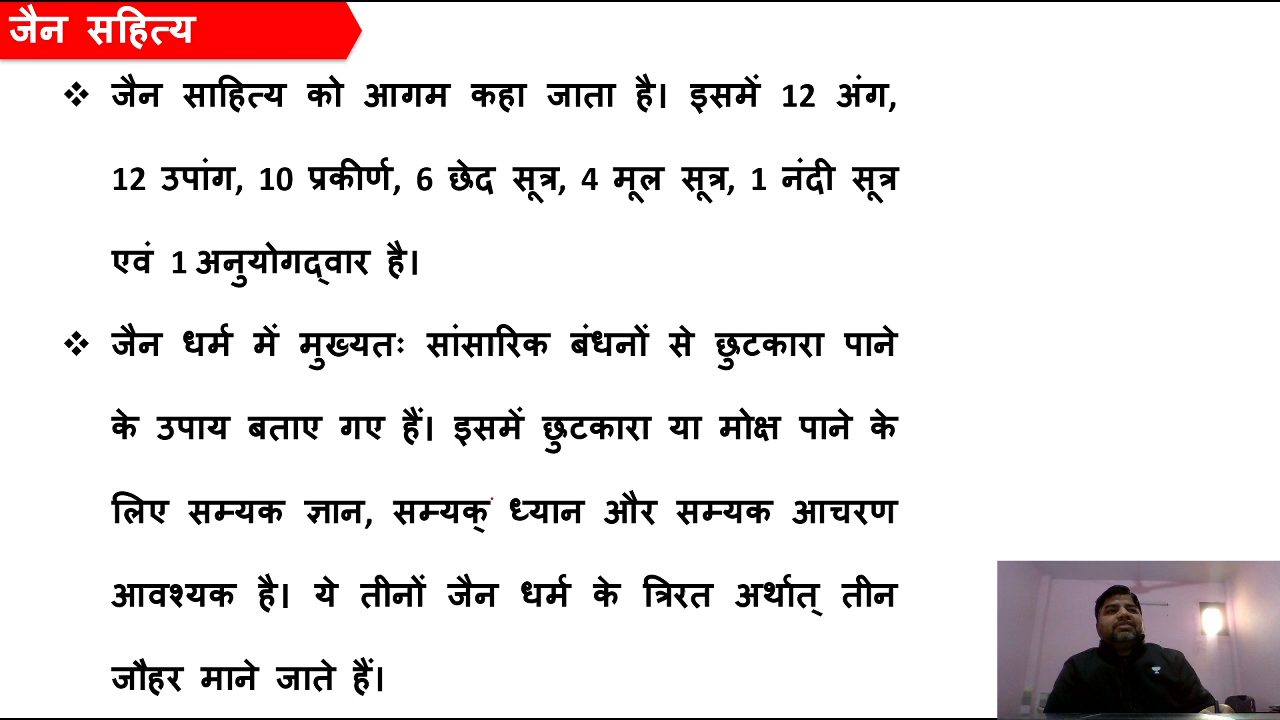 जैन सहित्य
❖ जैन साहित्य को आगम कहा जाता है। इसमें 12 अंग,
12 उपांग, 10 प्रकीर्ण, 6 छेद सूत्र, 4 मूल सूत्र, 1 नंदी सूत्र
एवं 1 अनुयोगद्वार है।
❖ जैन धर्म में मुख्यतः सांसारिक बंधनों से छुटकारा पाने
के उपाय बताए गए हैं। इसमें छुटकारा या मोक्ष पाने के
लिए सम्यक ज्ञान, सम्यक् ध्यान और सम्यक आचरण
आवश्यक है। ये तीनों जैन धर्म के त्रिरत अर्थात् तीन
जौहर माने जाते हैं।